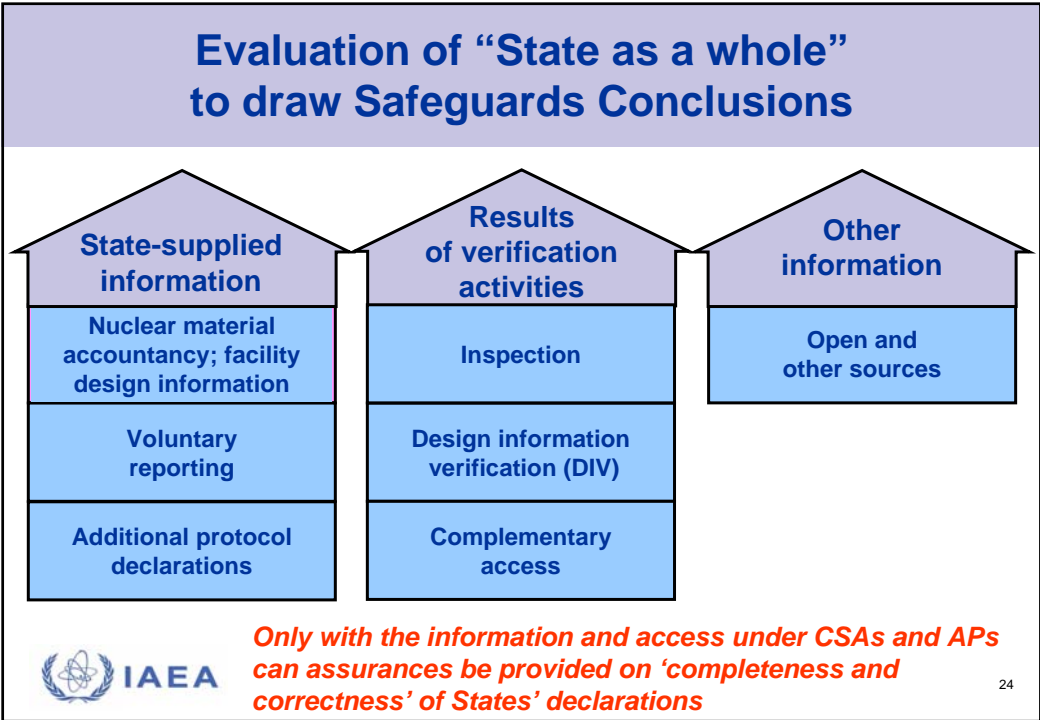 Evaluation of “State as a whole”
to draw Safeguards Conclusions
State-supplied
information
Nuclear material
accountancy; facility
design information
Voluntary
reporting
Additional protocol
declarations
Results
of verification
activities
Inspection
Design information
verification (DIV)
Complementary
access
Other
information
Open and
other sources
IAEA
Only with the information and access under CSAs and APs
can assurances be provided on ‘completeness and
correctness’ of States’ declarations
24